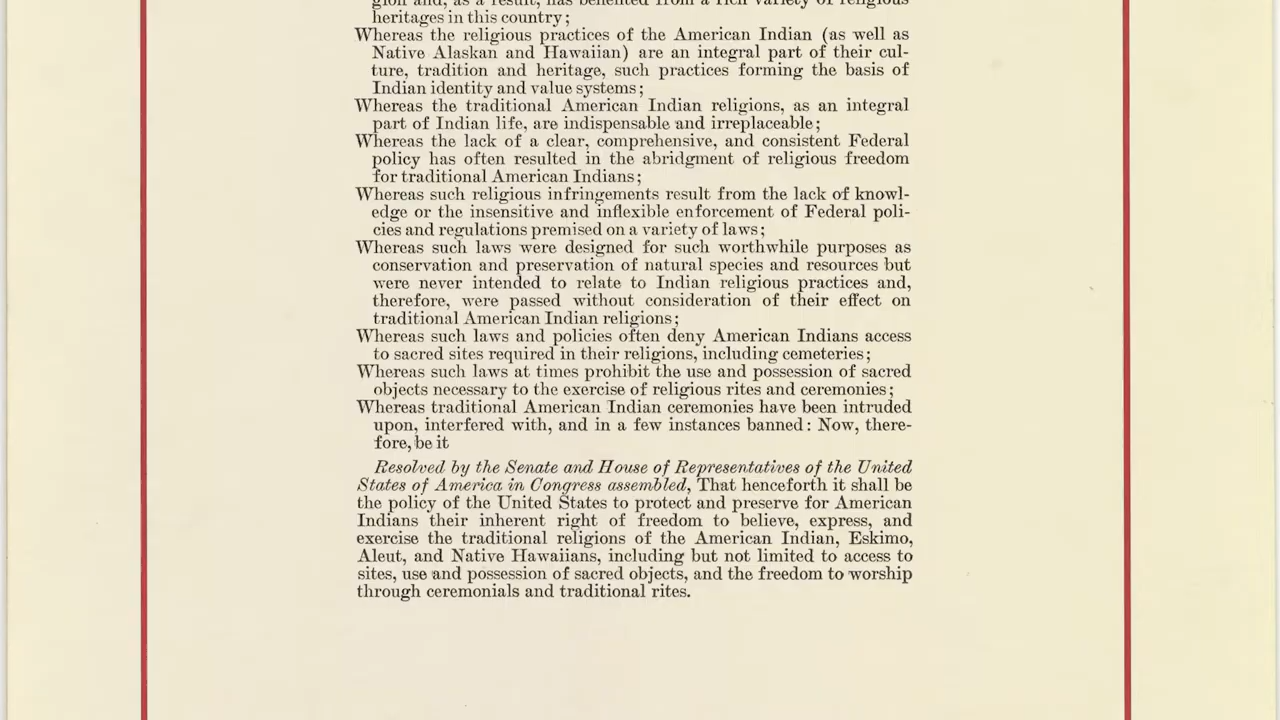 gion and, as a result, has benefited from a rich variety of religious
heritages in this country;
Whereas the religious practices of the American Indian (as well as
Native Alaskan and Hawaiian) are an integral part of their cul-
ture, tradition and heritage, such practices forming the basis of
Indian identity and value systems;
Whereas the traditional American Indian religions, as an integral
part of Indian life, are indispensable and irreplaceable;
Whereas the lack of a clear, comprehensive, and consistent Federal
policy has often resulted in the abridgment of religious freedom
for traditional American Indians;
Whereas such religious infringements result from the lack of knowl-
edge or the insensitive and inflexible enforcement of Federal poli-
cies and regulations premised on a variety of laws;
Whereas such laws were designed for such worthwhile purposes as
conservation and preservation of natural species and resources but
were never intended to relate to Indian religious practices and,
therefore, were passed without consideration of their effect on
traditional American Indian religions;
Whereas such laws and policies often deny American Indians access
to sacred sites required in their religions, including cemeteries;
Whereas such laws at times prohibit the use and possession of sacred
objects necessary to the exercise of religious rites and ceremonies;
Whereas traditional American Indian ceremonies have been intruded
upon, interfered with, and in a few instances banned: Now, there-
fore, be it
Resolved by the Senate and House of Representatives of the United
States of America in Congress assembled, That henceforth it shall be
the policy of the United States to protect and preserve for American
Indians their inherent right of freedom to believe, express, and
exercise the traditional religions of the American Indian, Eskimo,
Aleut, and Native Hawaiians, including but not limited to access to
sites, use and possession of sacred objects, and the freedom to worship
through ceremonials and traditional rites.